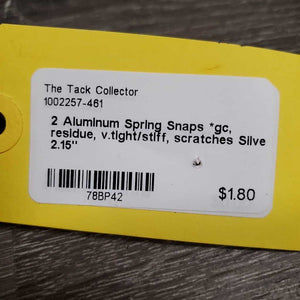 The Tack Collector
1002257-461
2 Aluminum Spring Snaps *gc,
residue, v.tight/stiff, scratches Silve
2.15"
78BP42
$1.80